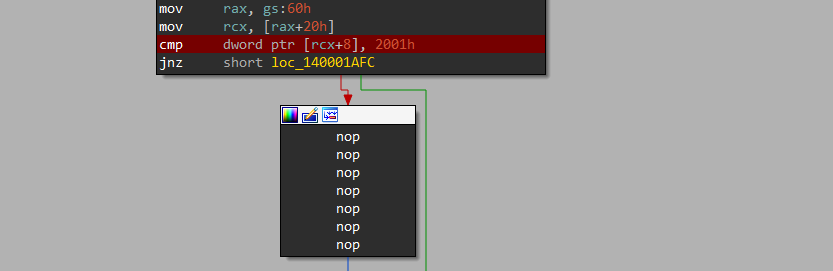 mov     rax, gs:60h
mov     rcx, [rax+20h]
cmp     dword ptr [rcx+8], 2001h
jnz     short loc_140001AFC
nop
nop
nop
nop
nop
nop
nop